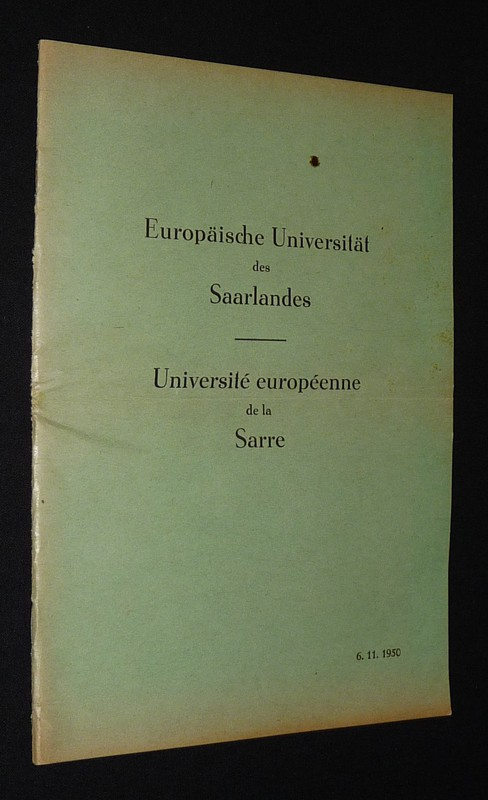 Europäische Universität
des
Saarlandes
Université européenne
de la
Sarre
6. 11. 1950